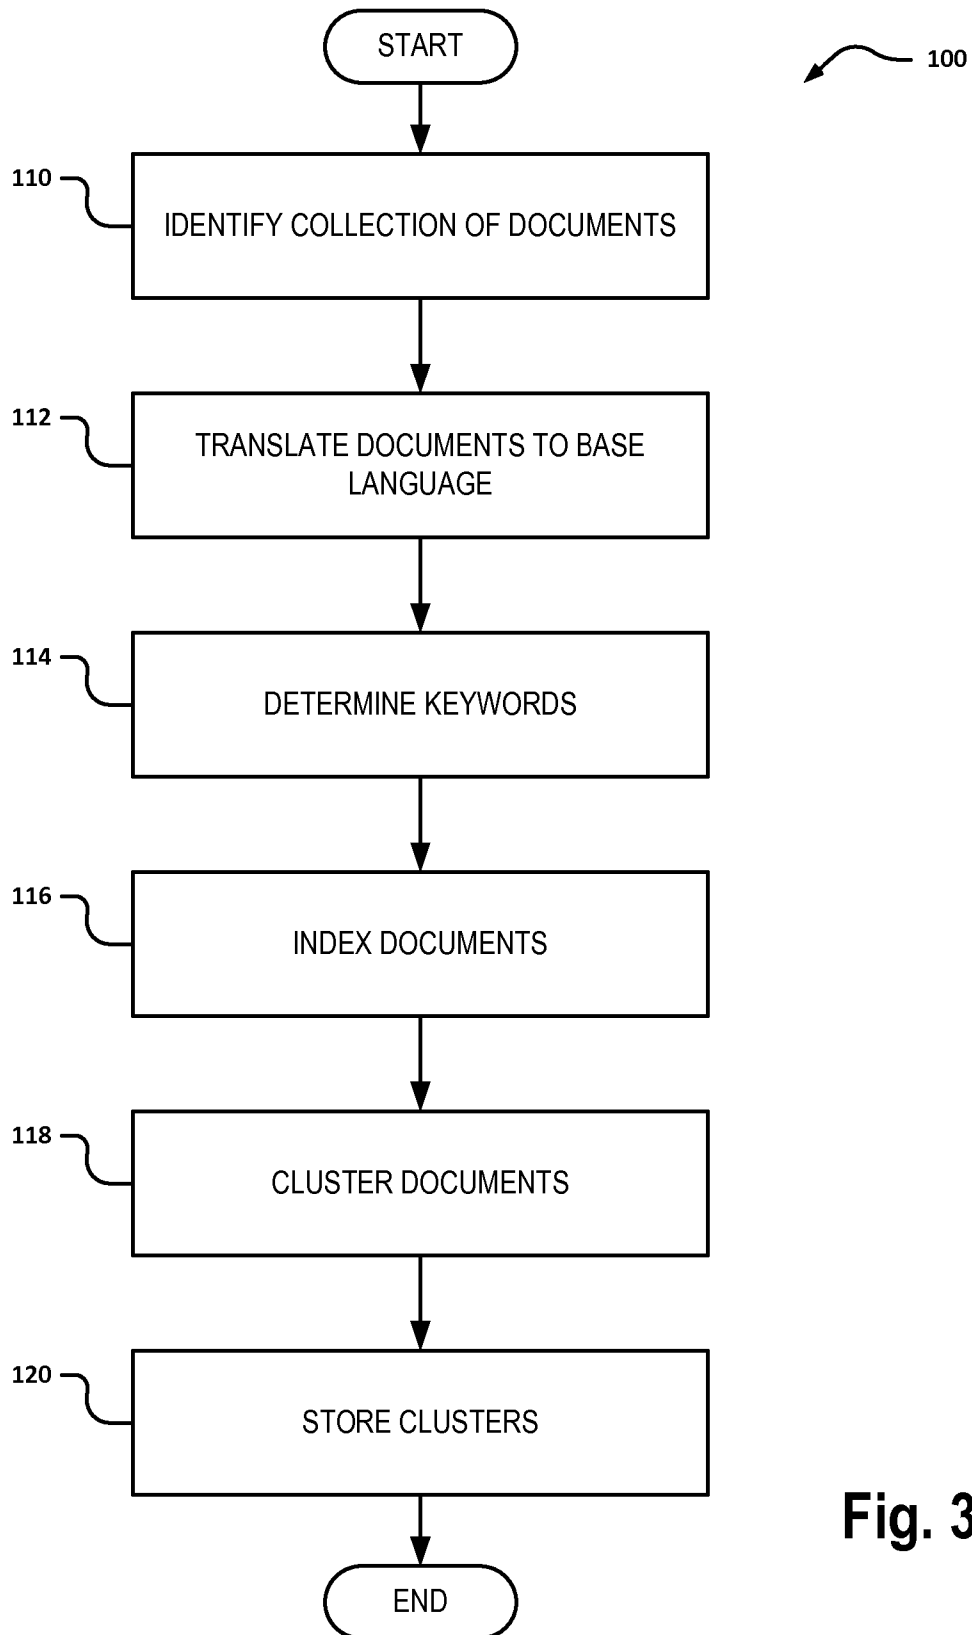 START
100
110
IDENTIFY COLLECTION OF DOCUMENTS
112
TRANSLATE DOCUMENTS TO BASE
LANGUAGE
114
DETERMINE KEYWORDS
116
INDEX DOCUMENTS
118
CLUSTER DOCUMENTS
120
STORE CLUSTERS
Fig. 3
END